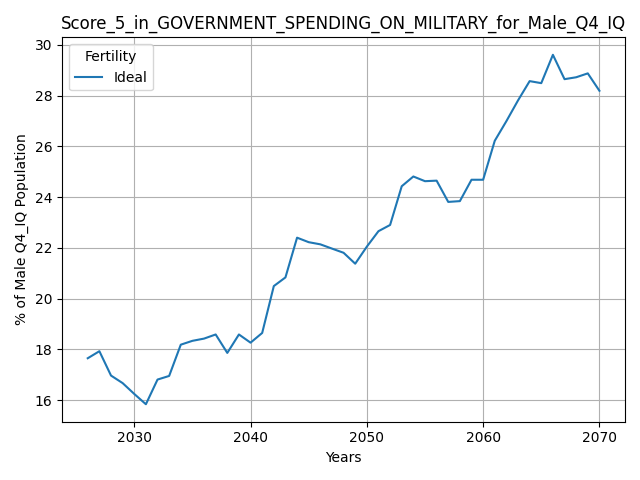 Score_5_in_GOVERNMENT_SPENDING_ON_MILITARY_for_Male_Q4_IQ
Fertility
Ideal
30
28
26
24
22
20
18
16
% of Male Q4_IQ Population
2030 2040 2050 2060 2070
Years